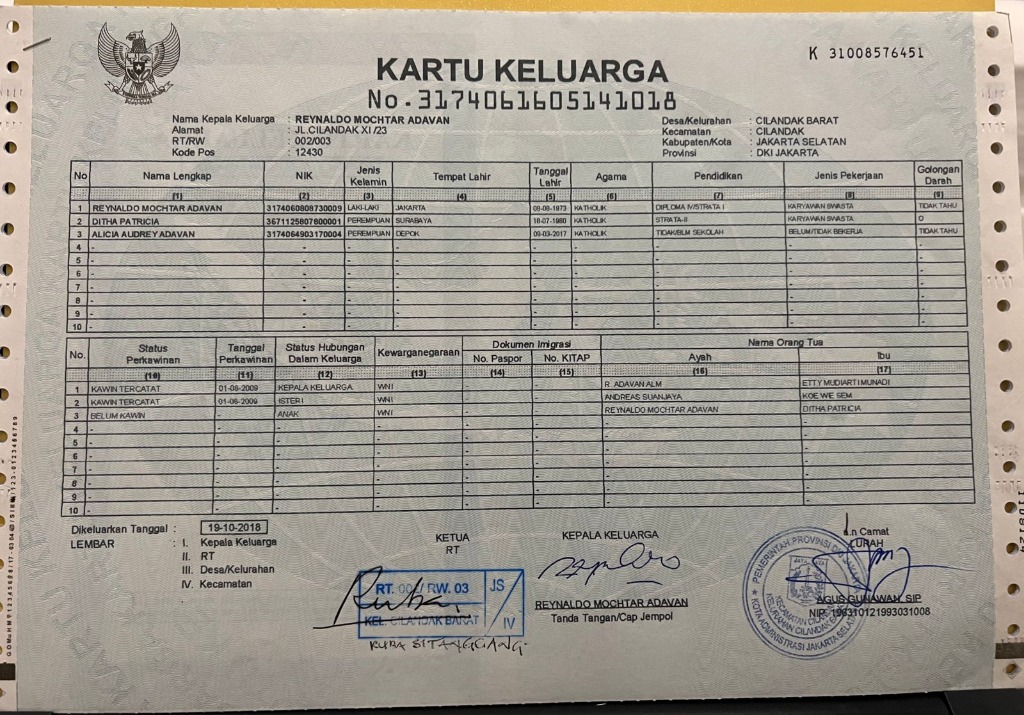 K 31008576451
KARTU KELUARGA
No.3174061605141018
Nama Kepala Keluarga : REYNALDO MOCHTAR ADAVAN
Alamat : JL.CILANDAK XI /23
RT/RW : 002/003
Kode Pos : 12430
Desa/Kelurahan : CILANDAK BARAT
Kecamatan : CILANDAK
Kabupaten/Kota : JAKARTA SELATAN
Provinsi : DKI JAKARTA
No Nama Lengkap NIK Jenis Kelamin Tempat Lahir Tanggal Lahir Agama Pendidikan Jenis Pekerjaan Golongan Darah
(1) (2) (3) (4) (5) (6) (7) (8) (9)
1 REYNALDO MOCHTAR ADAVAN 3174060808730009 LAKI-LAKI JAKARTA 08-08-1973 KATHOLIK DIPLOMA IV/STRATA I KARYAWAN SWASTA TIDAK TAHU
2 DITHA PATRICIA 3671125807800001 PEREMPUAN SURABAYA 18-07-1980 KATHOLIK STRATA-II KARYAWAN SWASTA O
3 ALICIA AUDREY ADAVAN 3174064903170004 PEREMPUAN DEPOK 09-03-2017 KATHOLIK TIDAK/BLM SEKOLAH BELUM/TIDAK BEKERJA TIDAK TAHU
4 - - - - - - - - -
5 - - - - - - - - -
6 - - - - - - - - -
7 - - - - - - - - -
8 - - - - - - - - -
9 - - - - - - - - -
10 - - - - - - - - -
No. Status Perkawinan Tanggal Perkawinan Status Hubungan Dalam Keluarga Kewarganegaraan Dokumen Imigrasi Nama Orang Tua
No. Paspor No. KITAP Ayah Ibu
(10) (11) (12) (13) (14) (15) (16) (17)
1 KAWIN TERCATAT 01-08-2009 KEPALA KELUARGA WNI - - R. ADAVAN ALM ETTY MUDIARTI MUNADI
2 KAWIN TERCATAT 01-08-2009 ISTERI WNI - - ANDREAS SUANJAYA KOE WE SEM
3 BELUM KAWIN - ANAK WNI - - REYNALDO MOCHTAR ADAVAN DITHA PATRICIA
4 - - - - - - - -
5 - - - - - - - -
6 - - - - - - - -
7 - - - - - - - -
8 - - - - - - - -
9 - - - - - - - -
10 - - - - - - - -
Dikeluarkan Tanggal : 19-10-2018
LEMBAR : I. Kepala Keluarga
II. RT
III. Desa/Kelurahan
IV. Kecamatan
KETUA
RT
RW. 03 JS/IV
KEL. CILANDAK BARAT
RUBA SITANGGANG
KEPALA KELUARGA
REYNALDO MOCHTAR ADAVAN
Tanda Tangan/Cap Jempol
a.n Camat
LURAH
PEMERINTAH PROVINSI DKI JAKARTA
KECAMATAN CILANDAK
KELURAHAN CILANDAK BARAT
KOTA ADMINISTRASI JAKARTA SELATAN
AGUS GUNAWAN, SIP
NIP. 196310121993031008